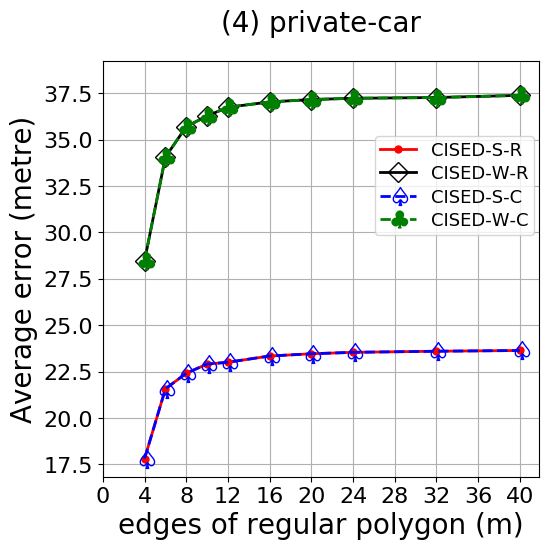 (4) private-car
Average error (metre)
37.5
35.0
32.5
30.0
27.5
25.0
22.5
20.0
17.5
CISED-S-R
CISED-W-R
CISED-S-C
CISED-W-C
0 4 8 12 16 20 24 28 32 36 40
edges of regular polygon (m)